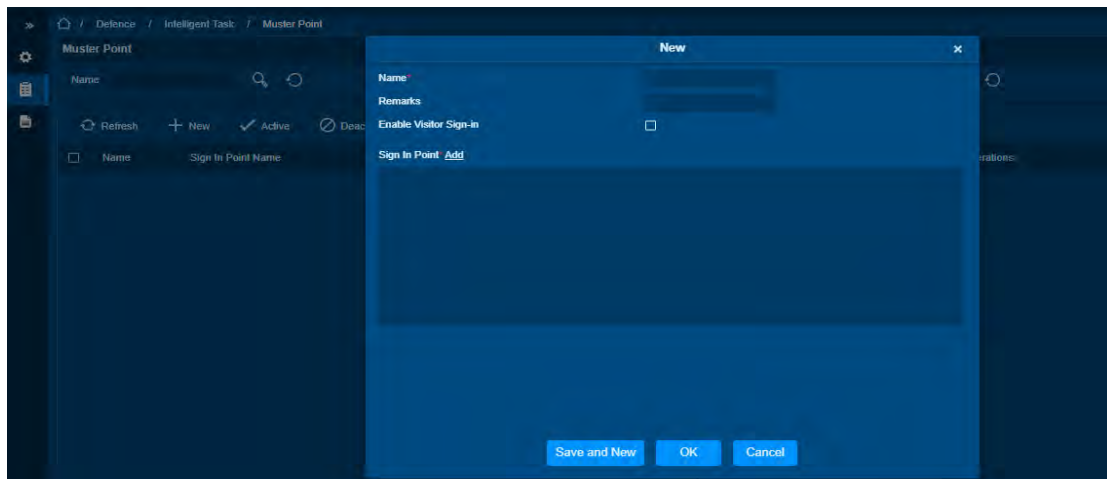 Defence / Intelligent Task / Muster Point
Muster Point
Name
Refresh New Active Deac
Name Sign In Point Name
New
Name*
Remarks
Enable Visitor Sign-in
Sign In Point* Add
Save and New OK Cancel
erations